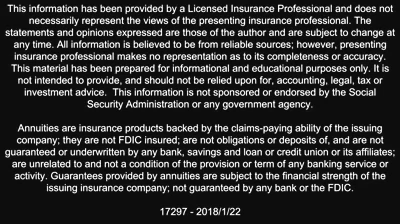 This information has been provided by a Licensed Insurance Professional and does not
necessarily represent the views of the presenting insurance professional. The
statements and opinions expressed are those of the author and are subject to change at
any time. All information is believed to be from reliable sources; however, presenting
insurance professional makes no representation as to its completeness or accuracy.
This material has been prepared for informational and educational purposes only. It is
not intended to provide, and should not be relied upon for, accounting, legal, tax or
investment advice.  This information is not sponsored or endorsed by the Social
Security Administration or any government agency.
Annuities are insurance products backed by the claims-paying ability of the issuing
company; they are not FDIC insured; are not obligations or deposits of, and are not
guaranteed or underwritten by any bank, savings and loan or credit union or its affiliates;
are unrelated to and not a condition of the provision or term of any banking service or
activity. Guarantees provided by annuities are subject to the financial strength of the
issuing insurance company; not guaranteed by any bank or the FDIC.
17297 - 2018/1/22